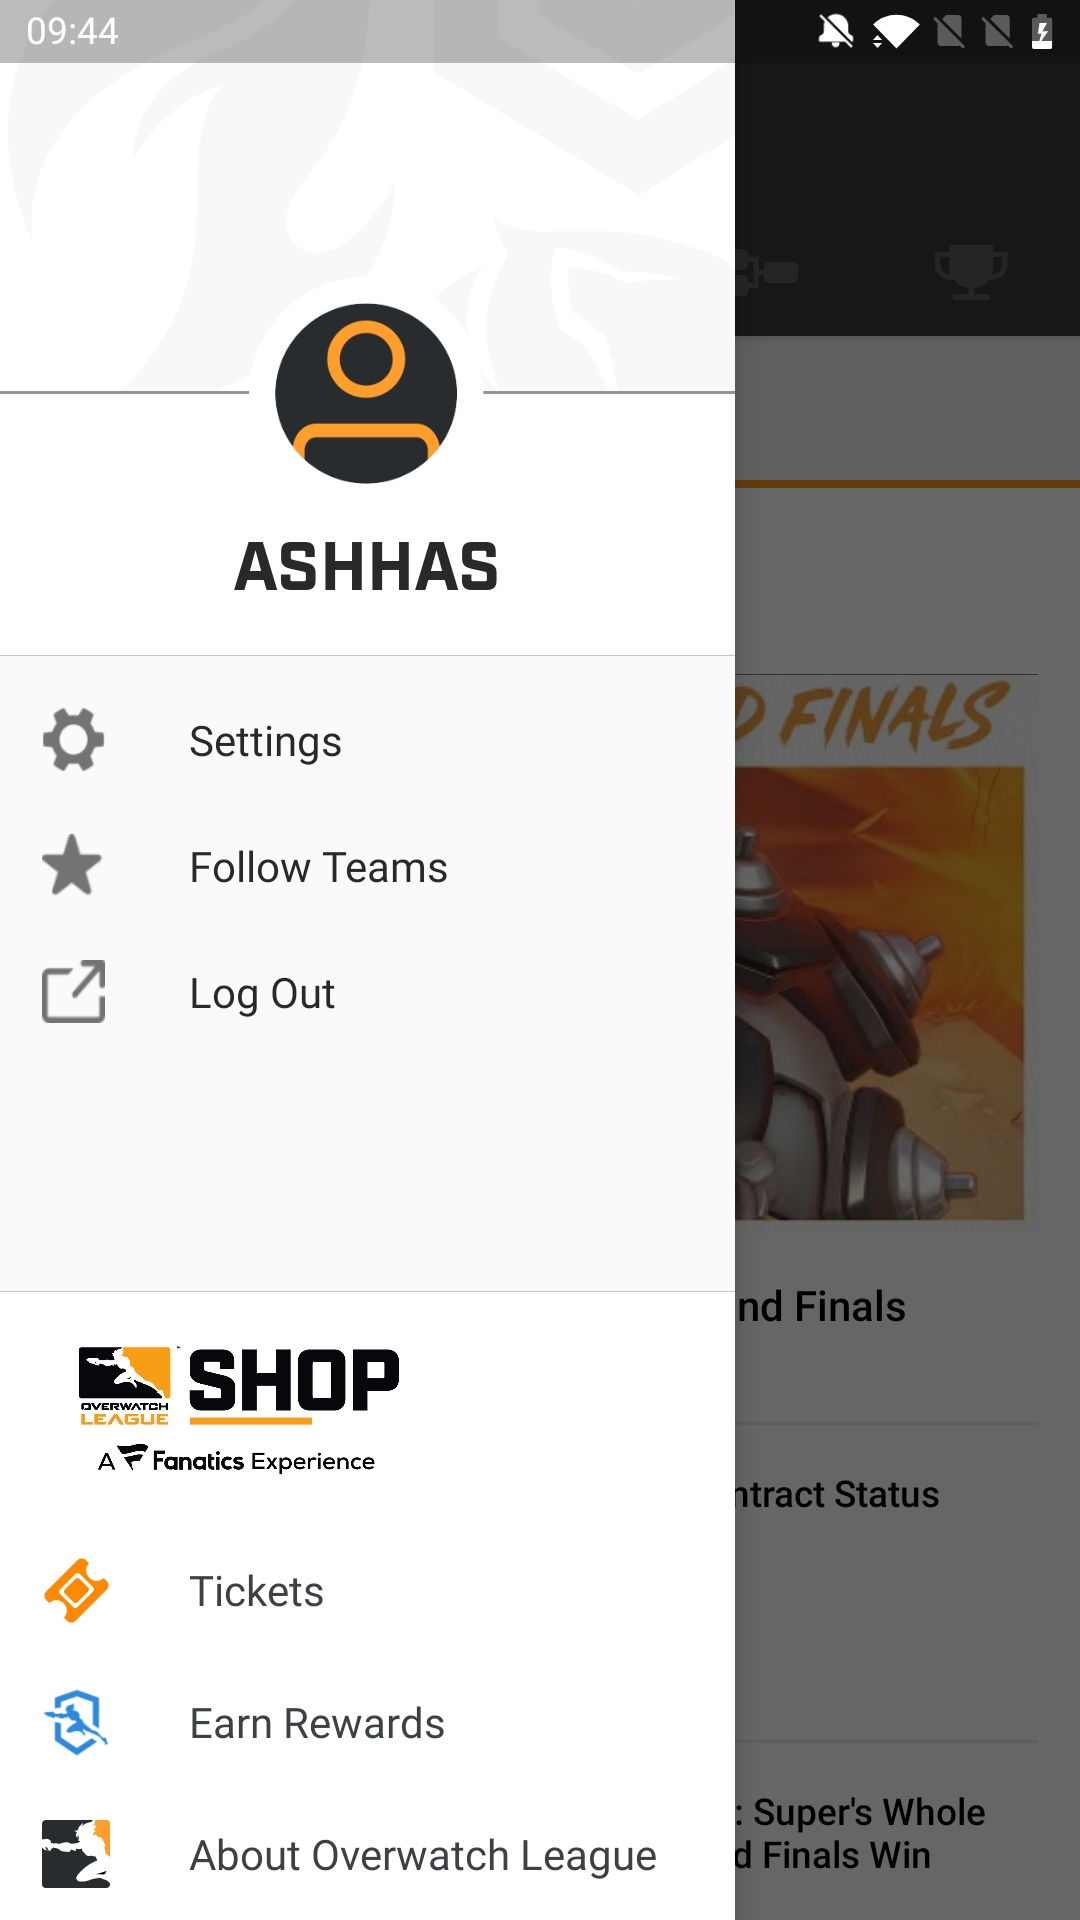 09:44
ASHHAS
Settings
Follow Teams
Log Out
D FINALS
nd Finals
OVERWATCH
LEAGUE
SHOP
A Fanatics Experience
ntract Status
Tickets
Earn Rewards
: Super's Whole
d Finals Win
About Overwatch League